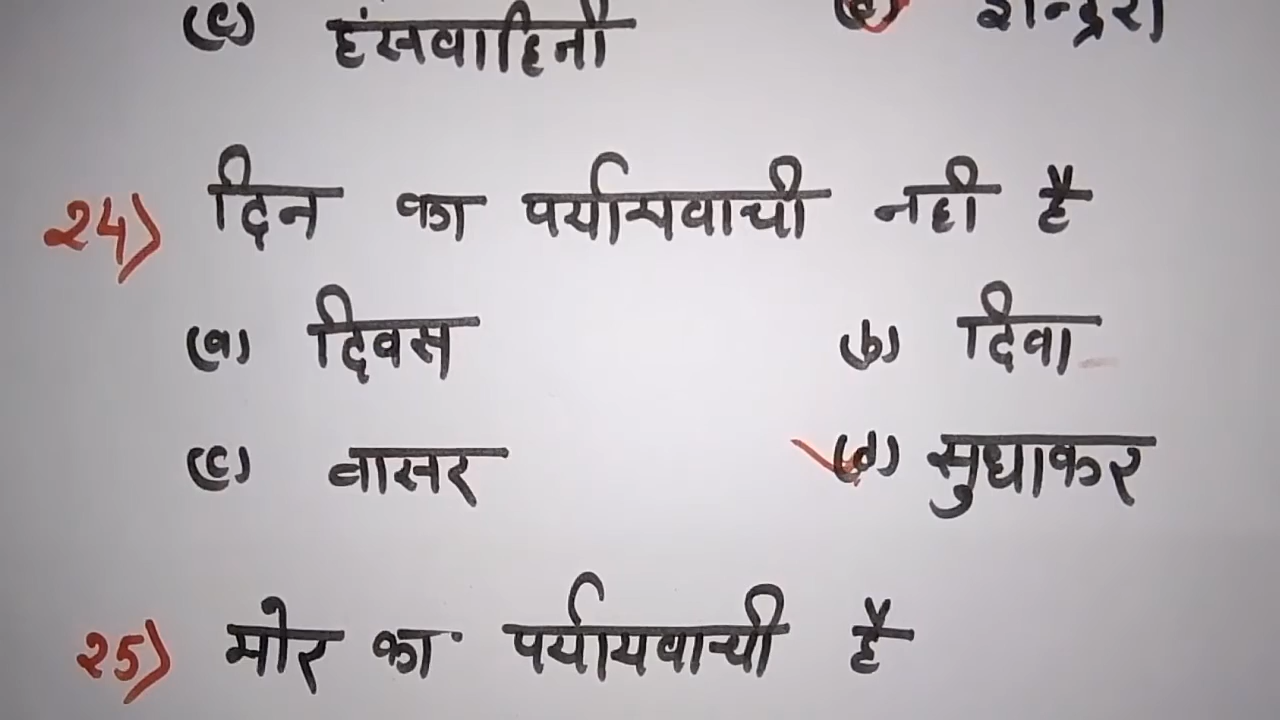 (c) हंसवाहिनी
24) दिन का पर्यायवाची नही है
(a) दिवस (b) दिवा
(c) वासर (d) सुधाकर
25) मोर का पर्यायवाची है